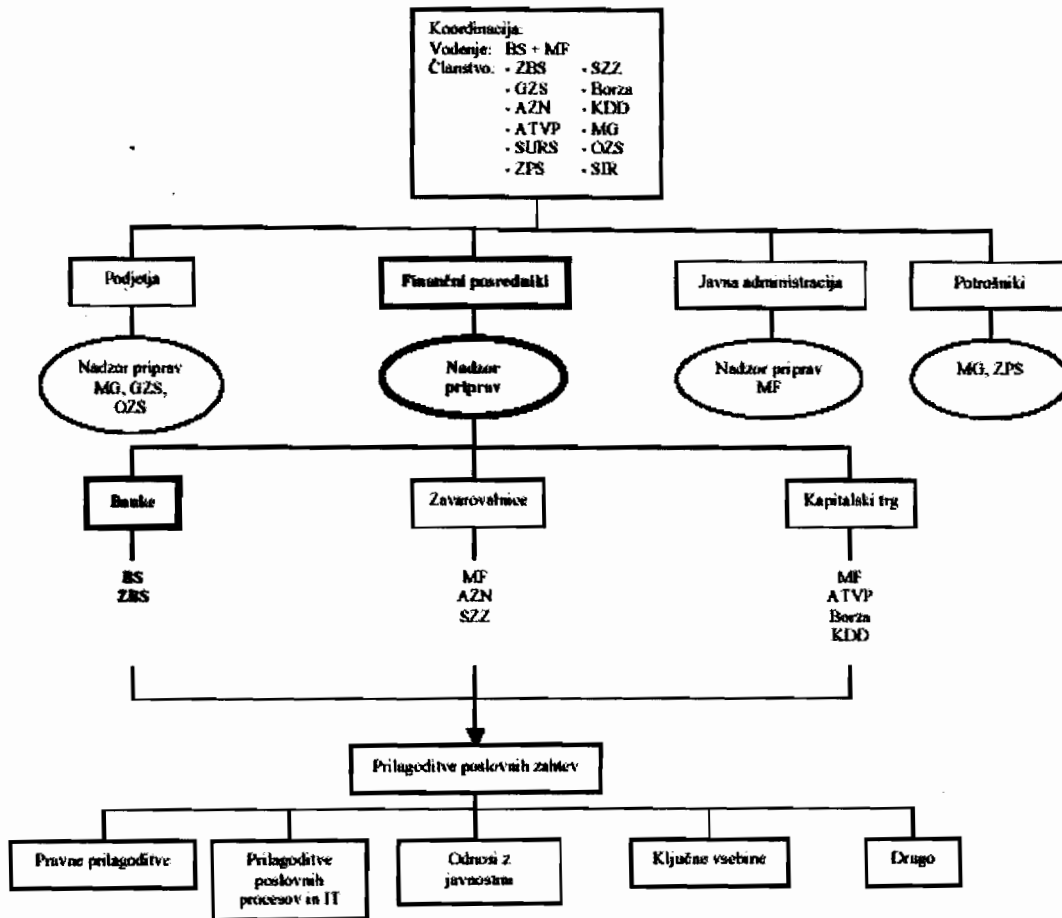 Koordinacija:
Vodenje: BS + MF
Članstvo: - ZBS - SZZ
- GZS - Borza
- AZN - KDD
- ATVP - MG
- SURS - OZS
- ZPS - SIR
Podjetja
Finančni posredniki
Javna administracija
Potrošniki
Nadzor priprav
MG, GZS,
OZS
Nadzor
priprav
Nadzor priprav
MF
MG, ZPS
Banke
Zavarovalnice
Kapitalski trg
BS
ZBS
MF
AZN
SZZ
MF
ATVP
Borza
KDD
Prilagoditve poslovnih zahtev
Pravne prilagoditve
Prilagoditve
poslovnih
procesov in IT
Odnosi z
javnostmi
Ključne vsebine
Drugo